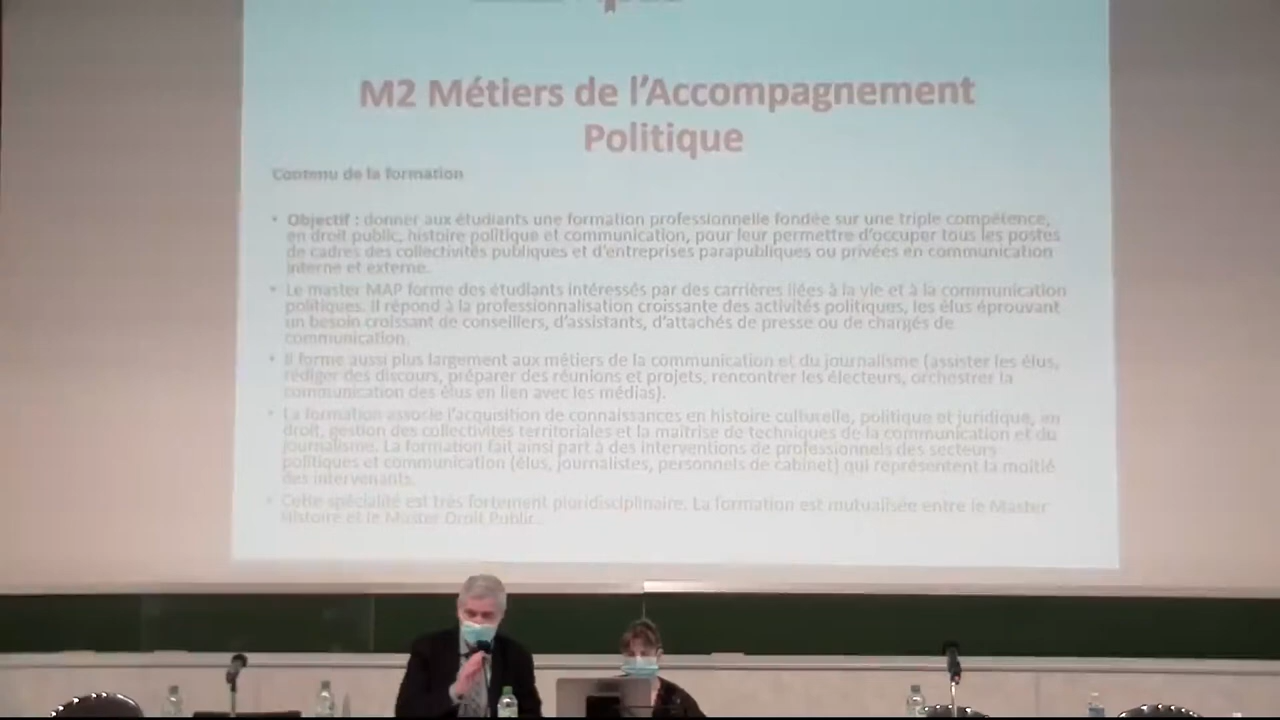 M2 Métiers de l'Accompagnement
Politique
Contenu de la formation
• Objectif : donner aux étudiants une formation professionnelle fondée sur une triple compétence,
en droit public, histoire politique et communication, pour leur permettre d'occuper tous les postes
de cadres des collectivités publiques et d'entreprises parapubliques ou privées en communication
interne et externe.
• Le master MAP forme des étudiants intéressés par des carrières liées à la vie et à la communication
politiques. Il répond à la professionnalisation croissante des activités politiques, les élus éprouvant
un besoin croissant de conseillers, d'assistants, d'attachés de presse ou de chargés de
communication.
• Il forme aussi plus largement aux métiers de la communication et du journalisme (assister les élus,
rédiger des discours, préparer des réunions et projets, rencontrer les électeurs, orchestrer la
communication des élus en lien avec les médias).
• La formation associe l'acquisition de connaissances en histoire culturelle, politique et juridique, en
droit, gestion des collectivités territoriales et la maîtrise de techniques de la communication et du
journalisme. La formation fait ainsi part à des interventions de professionnels des secteurs
politiques et communication (élus, journalistes, personnels de cabinet) qui représentent la moitié
des intervenants.
• Cette spécialité est très fortement pluridisciplinaire. La formation est mutualisée entre le Master
Histoire et le Master Droit Public..